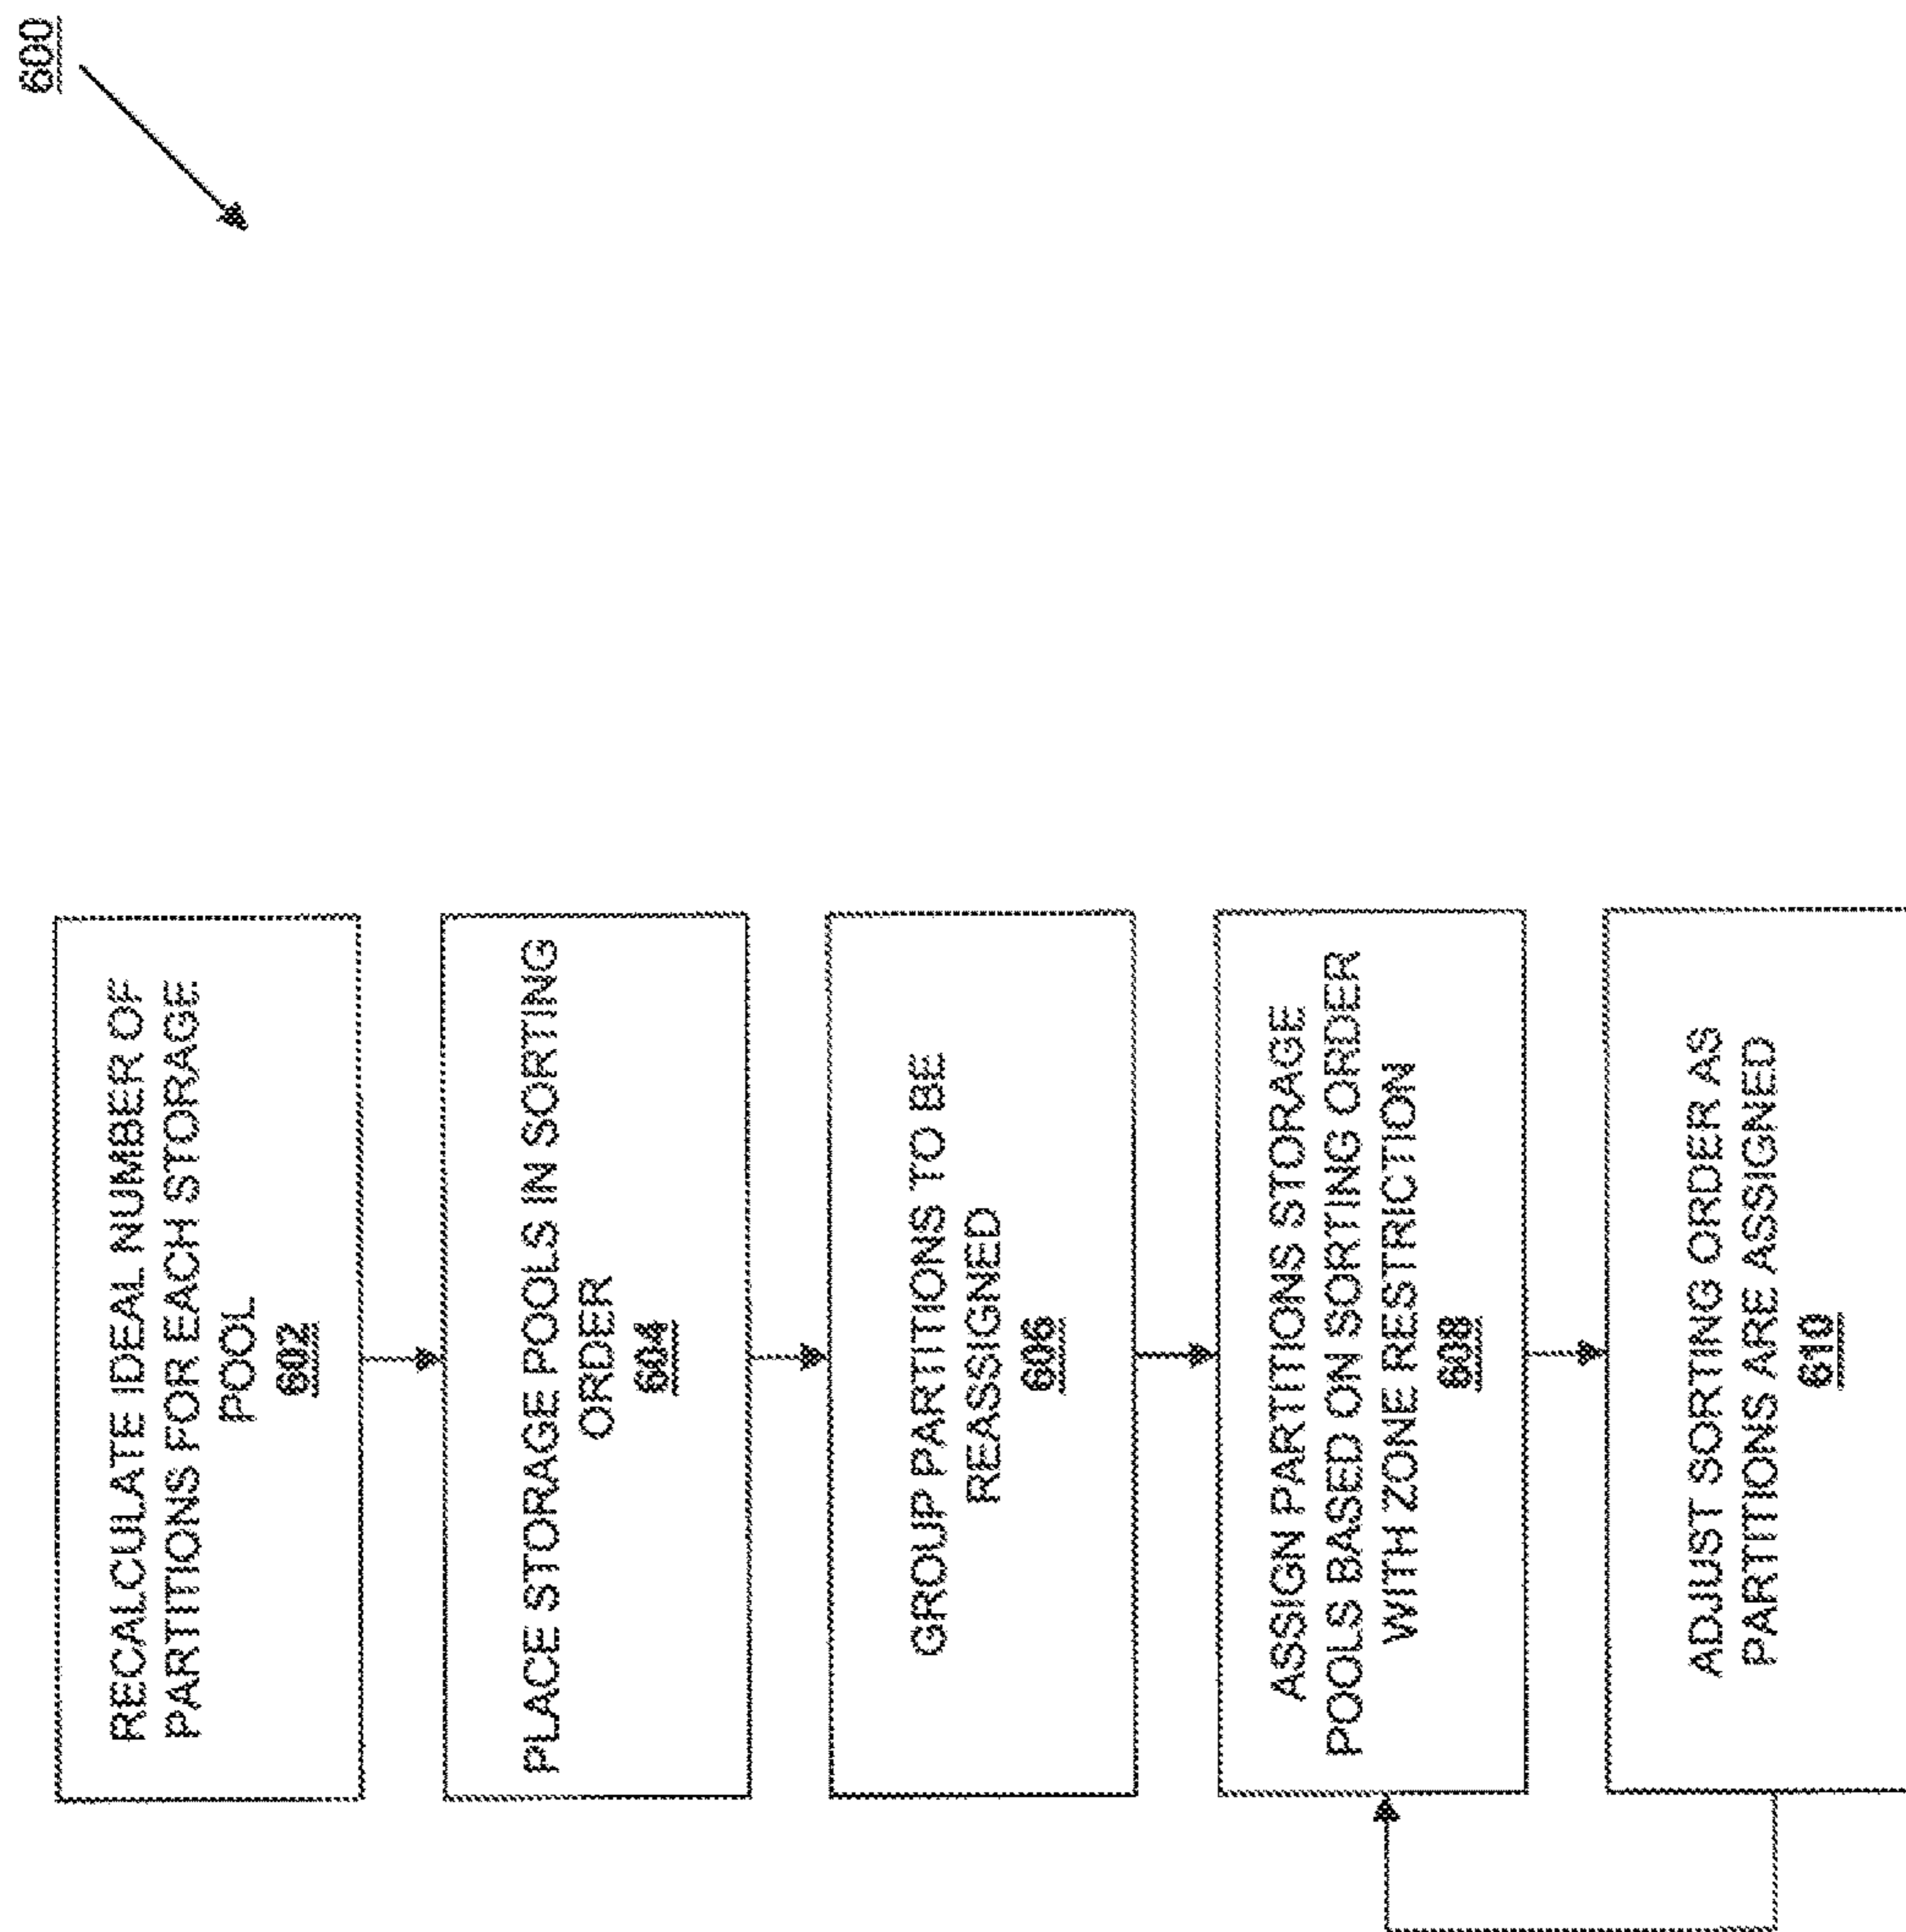 600
RECALCULATE IDEAL NUMBER OF
PARTITIONS FOR EACH STORAGE
POOL
602
PLACE STORAGE POOLS IN SORTING
ORDER
604
GROUP PARTITIONS TO BE
REASSIGNED
606
ASSIGN PARTITIONS STORAGE
POOLS BASED ON SORTING ORDER
WITH ZONE RESTRICTION
608
ADJUST SORTING ORDER AS
PARTITIONS ARE ASSIGNED
610